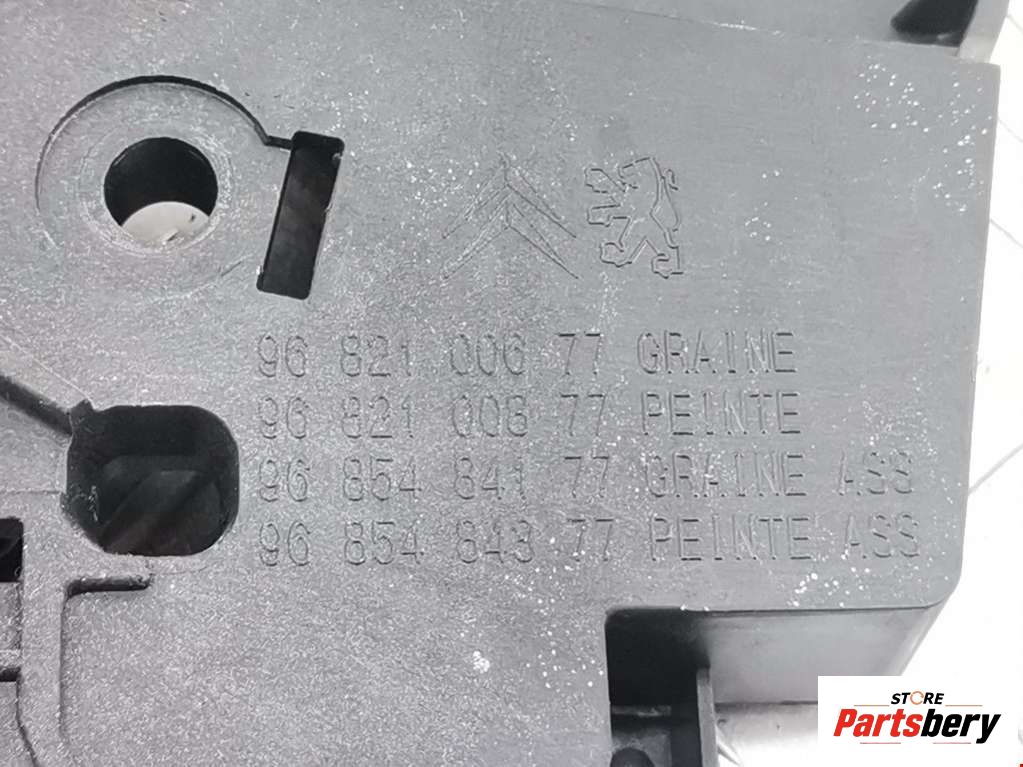 96 821 006 77 GRAINE
96 821 008 77 PEINTE
96 854 841 77 GRAINE ASS
96 854 843 77 PEINTE ASS
STORE
Partsbery